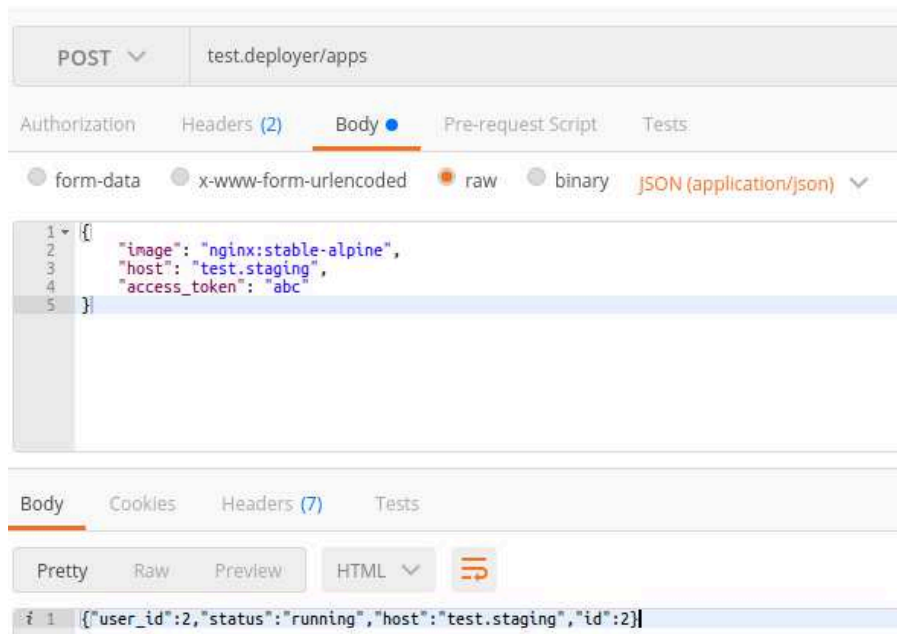 POST test.deployer/apps
Authorization Headers (2) Body Pre-request Script Tests
form-data x-www-form-urlencoded raw binary JSON (application/json)
1 {
2 "image": "nginx:stable-alpine",
3 "host": "test.staging",
4 "access_token": "abc"
5 }
Body Cookies Headers (7) Tests
Pretty Raw Preview HTML
i 1 {"user_id":2,"status":"running","host":"test.staging","id":2}